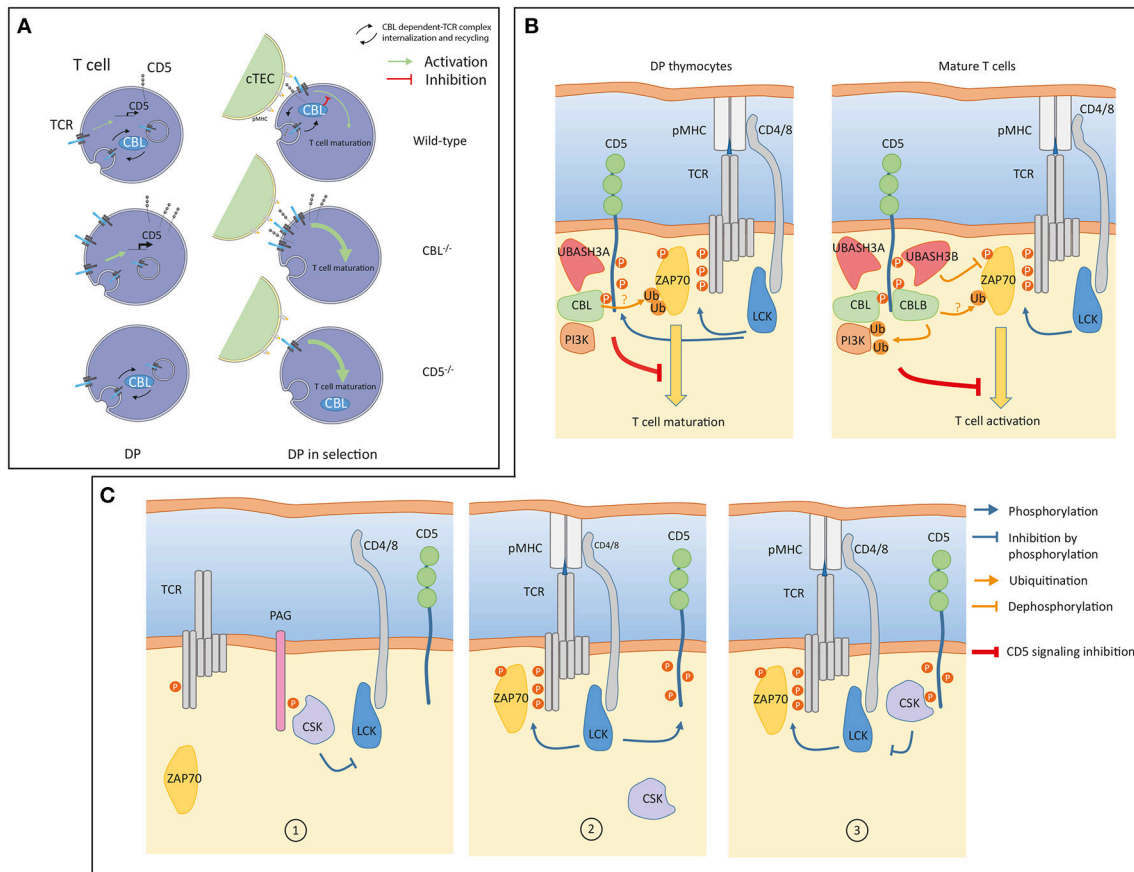 A
CBL dependent-TCR complex
internalization and recycling
Activation
Inhibition
T cell
CD5
CD5
TCR
CBL
cTEC
pMHC
CBL
T cell maturation
Wild-type
CD5
T cell maturation
CBL-/-
CBL
T cell maturation
CBL
CD5-/-
DP
DP in selection
B
DP thymocytes
Mature T cells
pMHC
CD4/8
CD5
TCR
UBASH3A
P
P
P
P
P
P
P
ZAP70
Ub
Ub
CBL
?
LCK
PI3K
T cell maturation
pMHC
CD4/8
CD5
TCR
UBASH3A
UBASH3B
P
P
P
P
P
P
P
ZAP70
Ub
CBL
CBLB
?
LCK
PI3K
Ub
Ub
T cell activation
C
TCR
PAG
CD4/8
CD5
P
P
CSK
LCK
ZAP70
1
pMHC
CD4/8
CD5
TCR
P
P
P
P
P
P
P
ZAP70
LCK
CSK
2
pMHC
CD4/8
CD5
TCR
P
P
P
P
P
P
P
ZAP70
CSK
LCK
3
Phosphorylation
Inhibition by
phosphorylation
Ubiquitination
Dephosphorylation
CD5 signaling inhibition